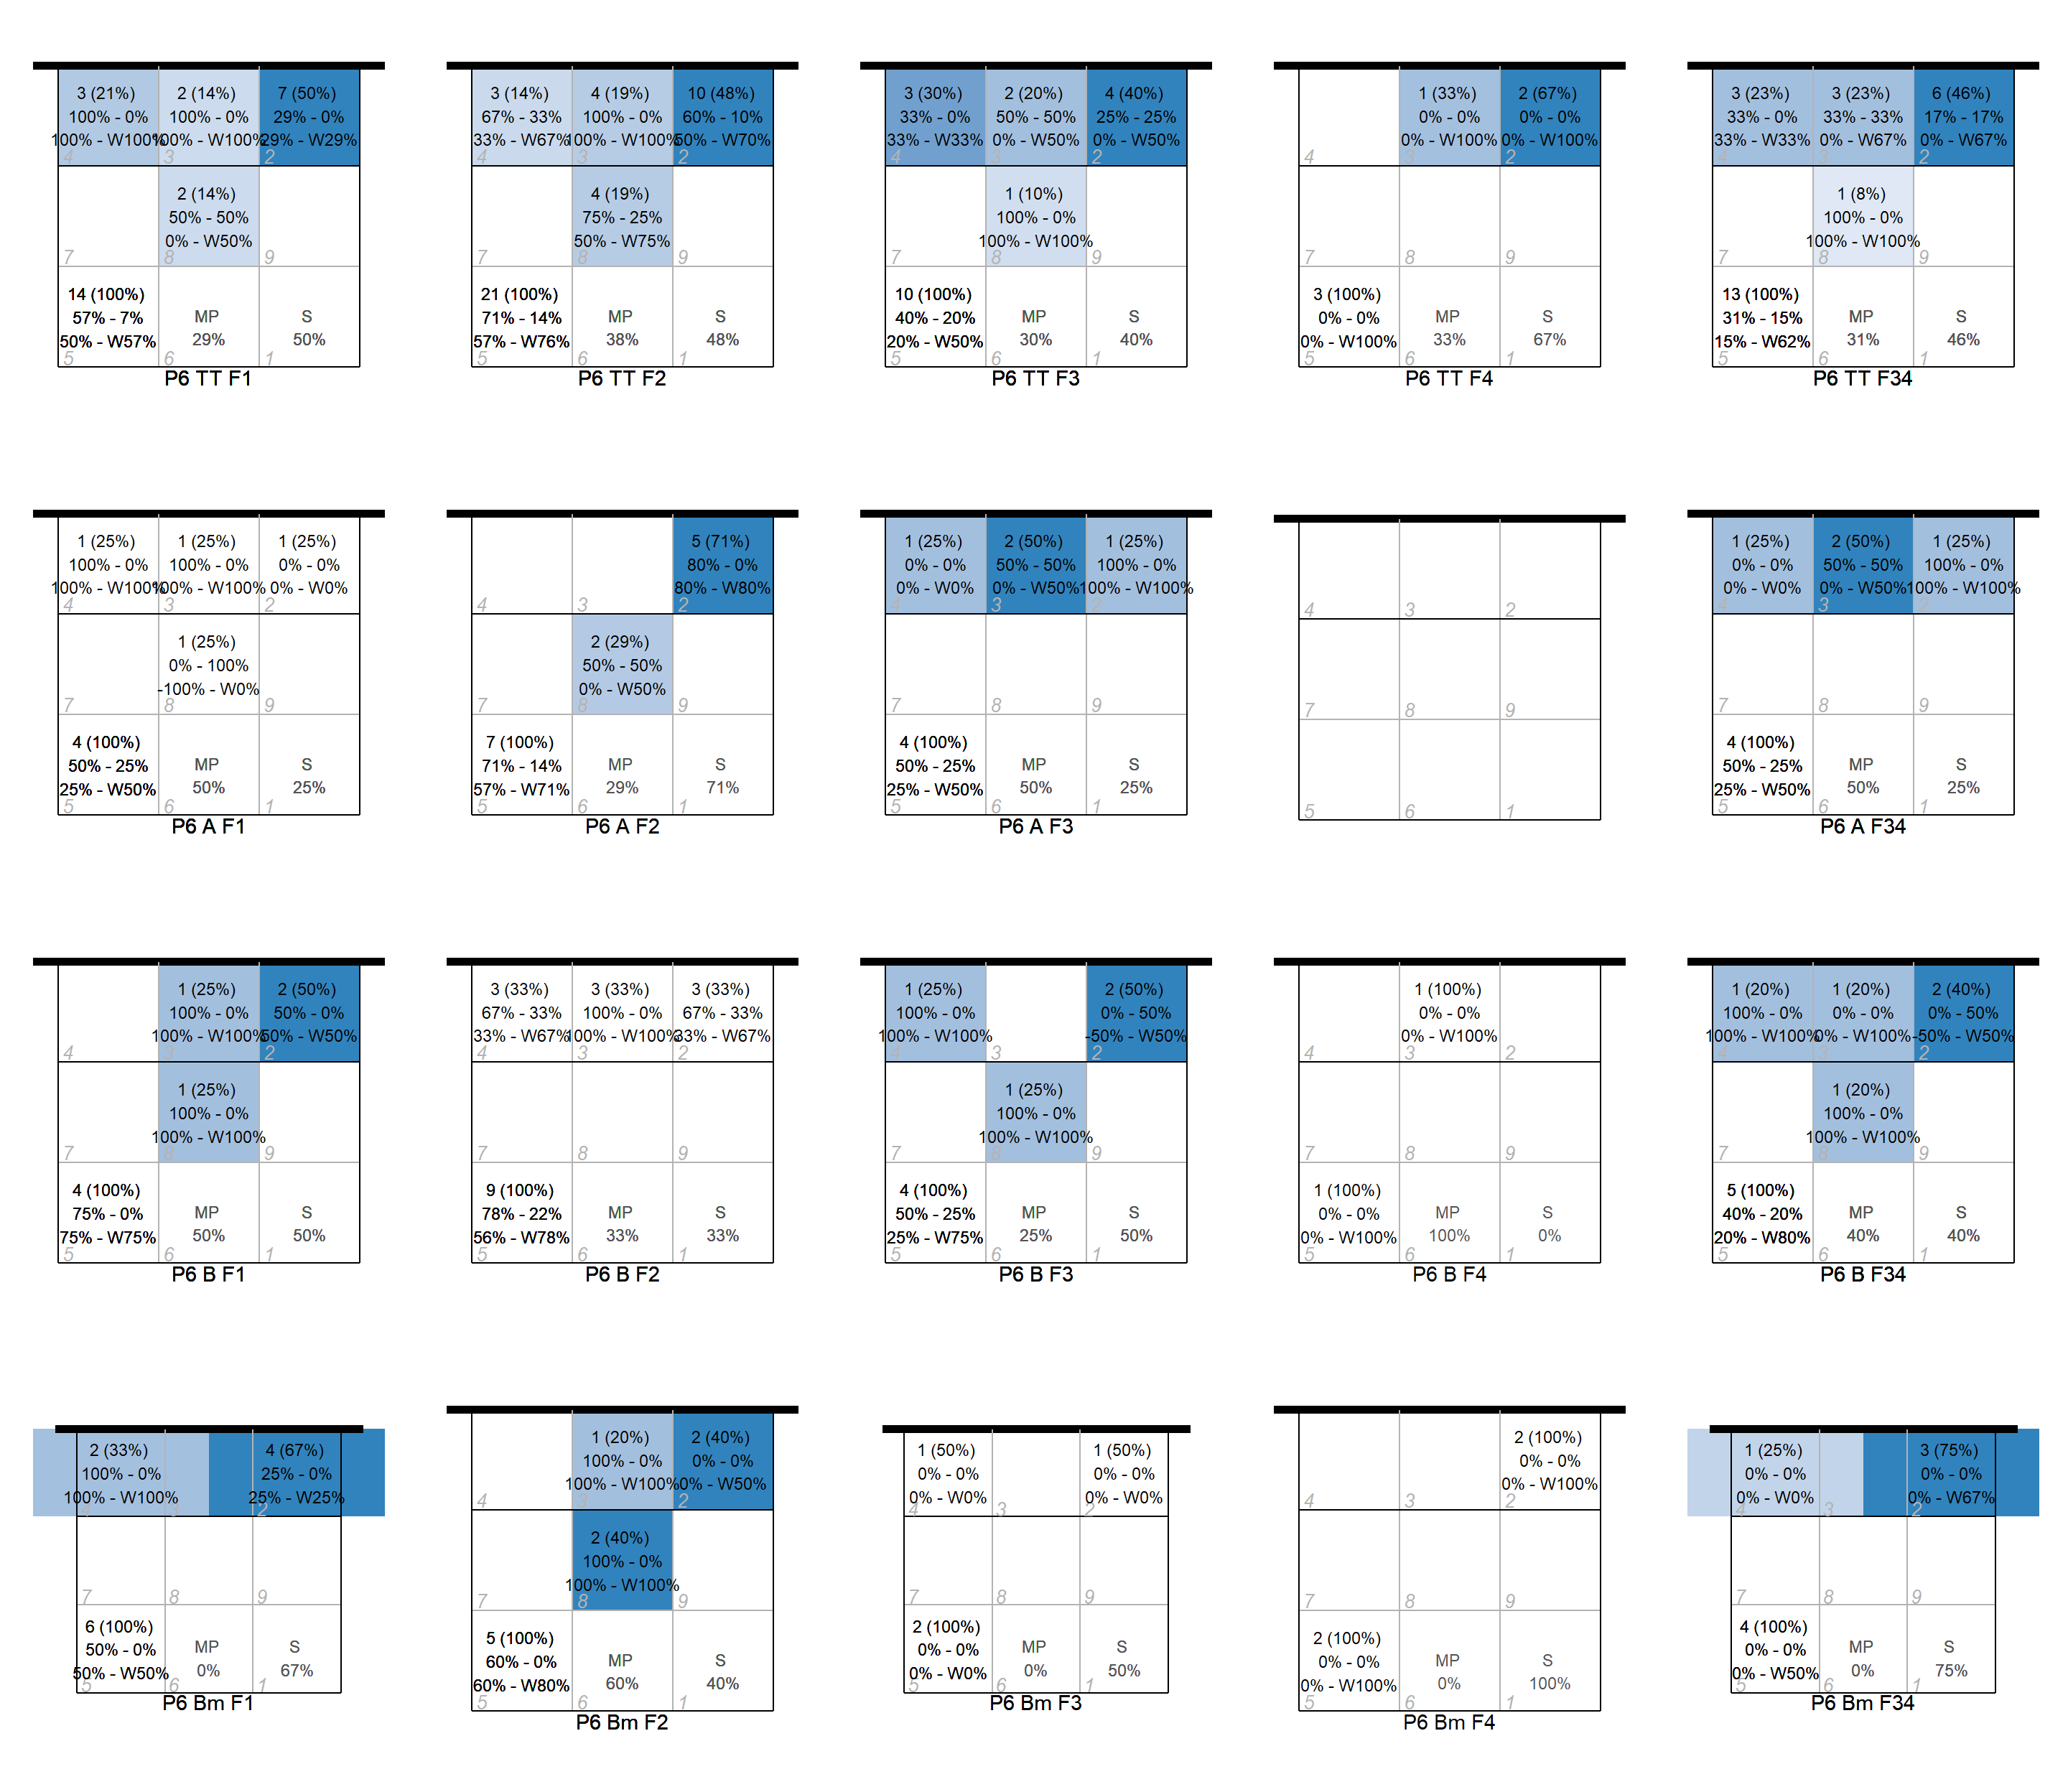 3 (21%) 2 (14%) 7 (50%)
100% - 0% 100% - 0% 29% - 0%
100% - W100% 100% - W100% 29% - W29%
4 3 2
2 (14%)
50% - 50%
0% - W50%
7 8 9
14 (100%)
57% - 7% MP S
50% - W57% 29% 50%
5 6 1
P6 TT F1
3 (14%) 4 (19%) 10 (48%)
67% - 33% 100% - 0% 60% - 10%
33% - W67% 100% - W100% 50% - W70%
4 3 2
4 (19%)
75% - 25%
50% - W75%
7 8 9
21 (100%)
71% - 14% MP S
57% - W76% 38% 48%
5 6 1
P6 TT F2
3 (30%) 2 (20%) 4 (40%)
33% - 0% 50% - 50% 25% - 25%
33% - W33% 0% - W50% 0% - W50%
4 3 2
1 (10%)
100% - 0%
100% - W100%
7 8 9
10 (100%)
40% - 20% MP S
20% - W50% 30% 40%
5 6 1
P6 TT F3
1 (33%) 2 (67%)
0% - 0% 0% - 0%
0% - W100% 0% - W100%
4 3 2
7 8 9
3 (100%)
0% - 0% MP S
0% - W100% 33% 67%
5 6 1
P6 TT F4
3 (23%) 3 (23%) 6 (46%)
33% - 0% 33% - 33% 17% - 17%
33% - W33% 0% - W67% 0% - W67%
4 3 2
1 (8%)
100% - 0%
100% - W100%
7 8 9
13 (100%)
31% - 15% MP S
15% - W62% 31% 46%
5 6 1
P6 TT F34
1 (25%) 1 (25%) 1 (25%)
100% - 0% 100% - 0% 0% - 0%
100% - W100% 100% - W100% 0% - W0%
4 3 2
1 (25%)
0% - 100%
-100% - W0%
7 8 9
4 (100%)
50% - 25% MP S
25% - W50% 50% 25%
5 6 1
P6 A F1
5 (71%)
80% - 0%
80% - W80%
4 3 2
2 (29%)
50% - 50%
0% - W50%
7 8 9
7 (100%)
71% - 14% MP S
57% - W71% 29% 71%
5 6 1
P6 A F2
1 (25%) 2 (50%) 1 (25%)
0% - 0% 50% - 50% 100% - 0%
0% - W0% 0% - W50% 100% - W100%
4 3 2
7 8 9
4 (100%)
50% - 25% MP S
25% - W50% 50% 25%
5 6 1
P6 A F3
4 3 2
7 8 9
5 6 1
1 (25%) 2 (50%) 1 (25%)
0% - 0% 50% - 50% 100% - 0%
0% - W0% 0% - W50% 100% - W100%
4 3 2
7 8 9
4 (100%)
50% - 25% MP S
25% - W50% 50% 25%
5 6 1
P6 A F34
1 (25%) 2 (50%)
100% - 0% 50% - 0%
100% - W100% 50% - W50%
4 3 2
1 (25%)
100% - 0%
100% - W100%
7 8 9
4 (100%)
75% - 0% MP S
75% - W75% 50% 50%
5 6 1
P6 B F1
3 (33%) 3 (33%) 3 (33%)
67% - 33% 100% - 0% 67% - 33%
33% - W67% 100% - W100% 33% - W67%
4 3 2
7 8 9
9 (100%)
78% - 22% MP S
56% - W78% 33% 33%
5 6 1
P6 B F2
1 (25%) 2 (50%)
100% - 0% 0% - 50%
100% - W100% -50% - W50%
4 3 2
1 (25%)
100% - 0%
100% - W100%
7 8 9
4 (100%)
50% - 25% MP S
25% - W75% 25% 50%
5 6 1
P6 B F3
1 (100%)
0% - 0%
0% - W100%
4 3 2
7 8 9
1 (100%)
0% - 0% MP S
0% - W100% 100% 0%
5 6 1
P6 B F4
1 (20%) 1 (20%) 2 (40%)
100% - 0% 0% - 0% 0% - 50%
100% - W100% 0% - W100% -50% - W50%
4 3 2
1 (20%)
100% - 0%
100% - W100%
7 8 9
5 (100%)
40% - 20% MP S
20% - W80% 40% 40%
5 6 1
P6 B F34
2 (33%) 4 (67%)
100% - 0% 25% - 0%
100% - W100% 25% - W25%
4 3 2
7 8 9
6 (100%)
50% - 0% MP S
50% - W50% 0% 67%
5 6 1
P6 Bm F1
1 (20%) 2 (40%)
100% - 0% 0% - 0%
100% - W100% 0% - W50%
4 3 2
2 (40%)
100% - 0%
100% - W100%
7 8 9
5 (100%)
60% - 0% MP S
60% - W80% 60% 40%
5 6 1
P6 Bm F2
1 (50%) 1 (50%)
0% - 0% 0% - 0%
0% - W0% 0% - W0%
4 3 2
7 8 9
2 (100%)
0% - 0% MP S
0% - W0% 0% 50%
5 6 1
P6 Bm F3
2 (100%)
0% - 0%
0% - W100%
4 3 2
7 8 9
2 (100%)
0% - 0% MP S
0% - W100% 0% 100%
5 6 1
P6 Bm F4
1 (25%) 3 (75%)
0% - 0% 0% - 0%
0% - W0% 0% - W67%
4 3 2
7 8 9
4 (100%)
0% - 0% MP S
0% - W50% 0% 75%
5 6 1
P6 Bm F34